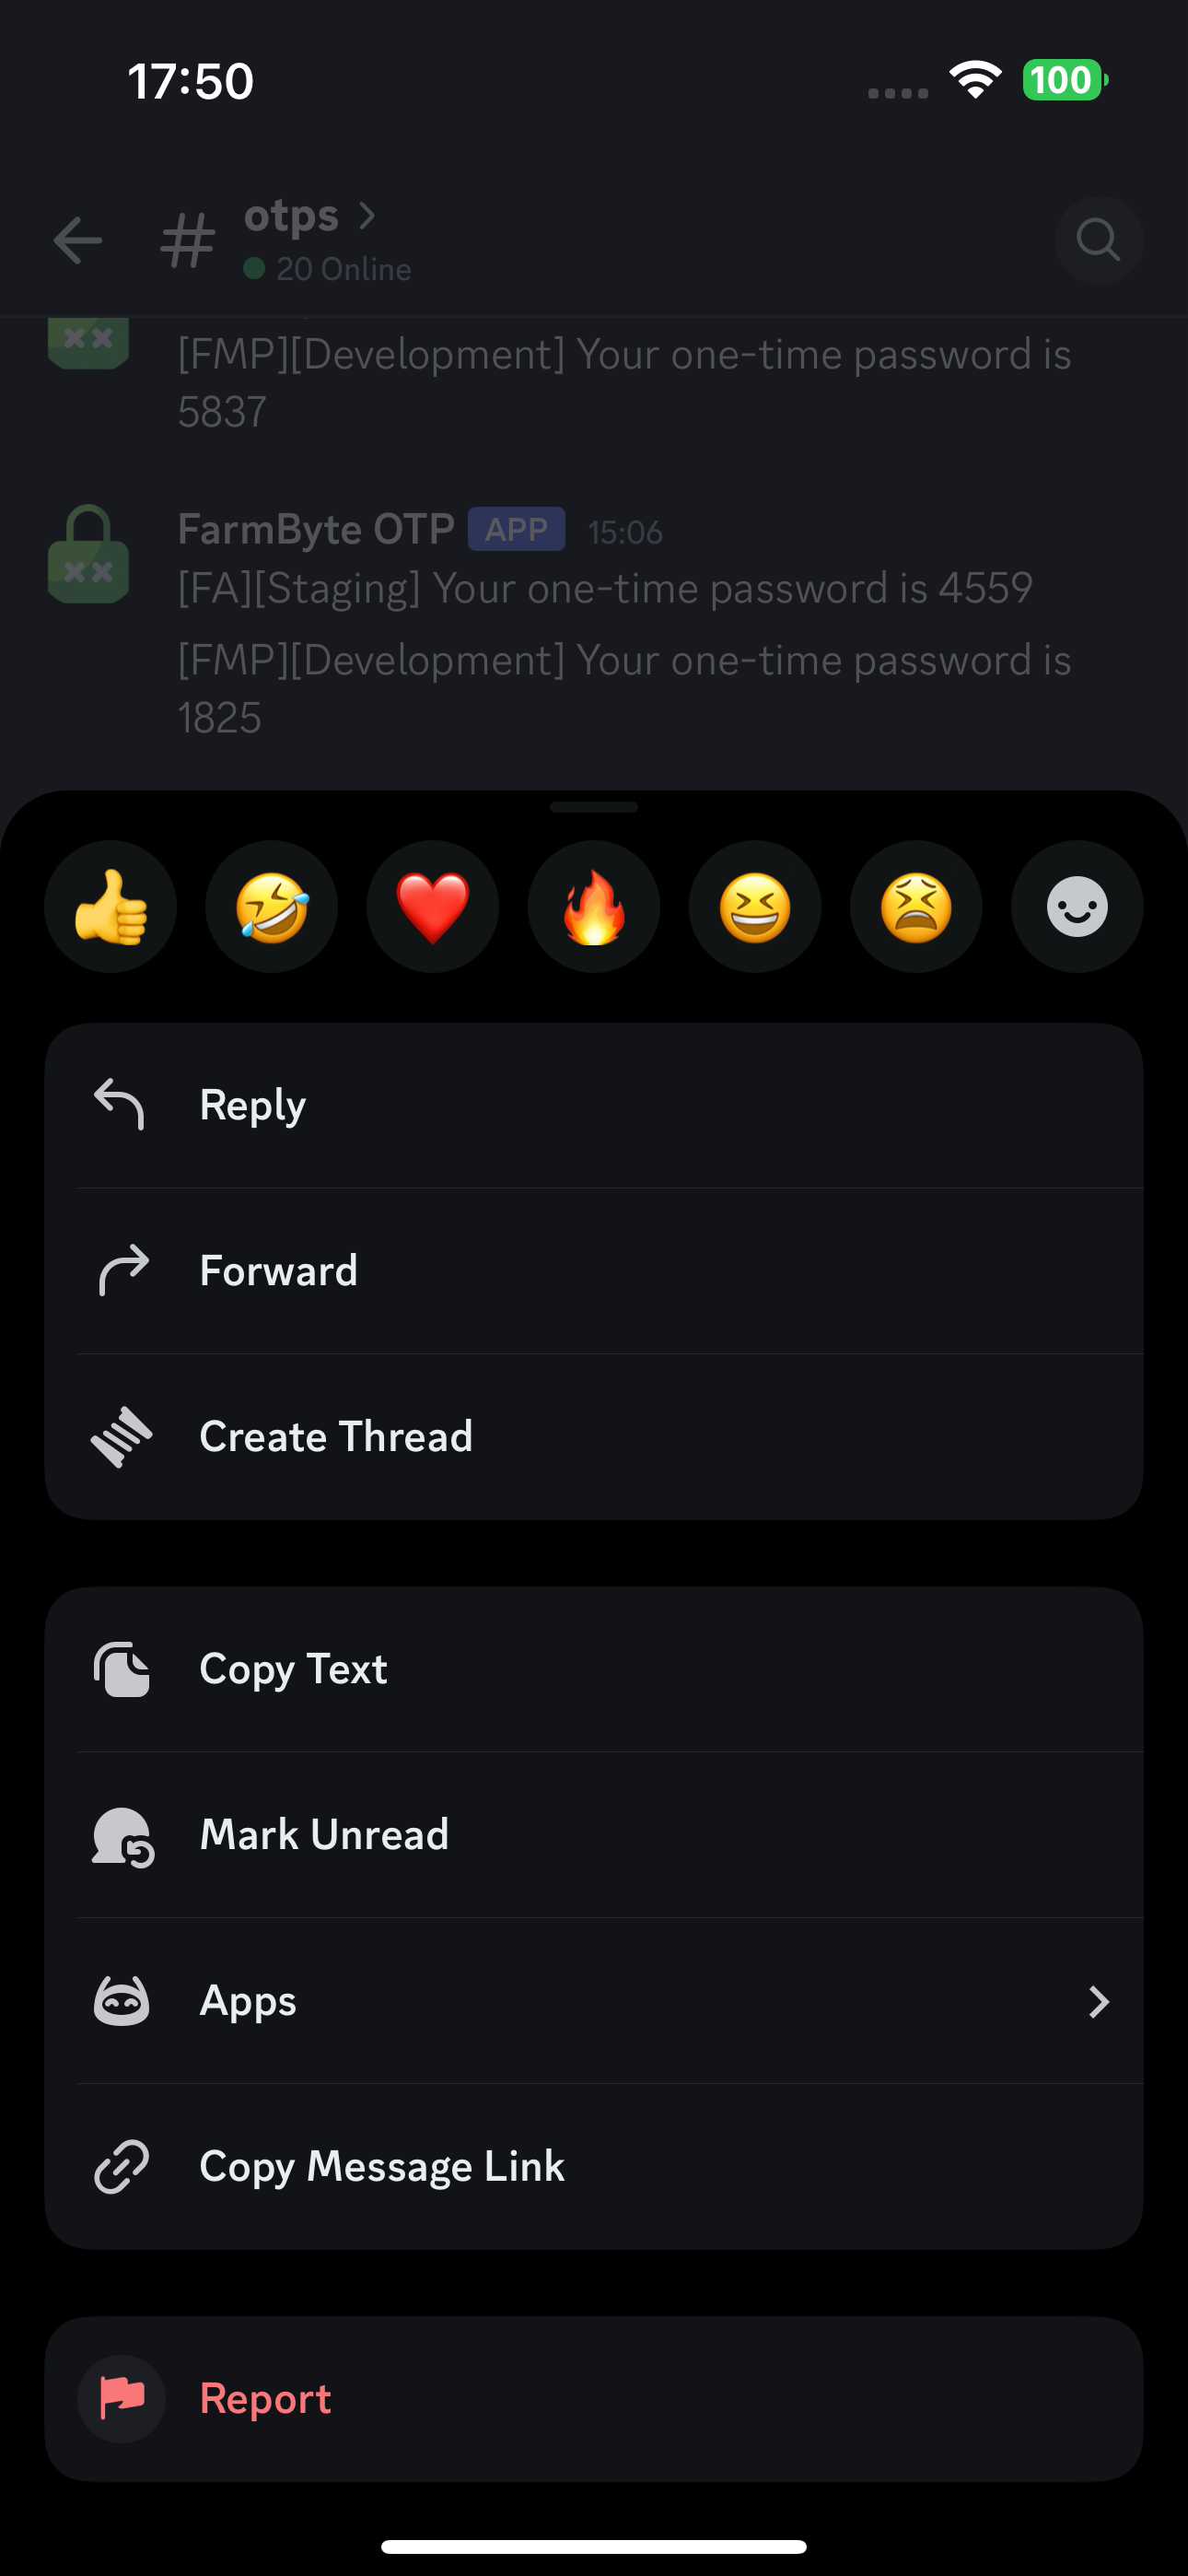 17:50
100
otps
20 Online
[FMP][Development] Your one-time password is
5837
FarmByte OTP APP 15:06
[FA][Staging] Your one-time password is 4559
[FMP][Development] Your one-time password is
1825
Reply
Forward
Create Thread
Copy Text
Mark Unread
Apps
Copy Message Link
Report